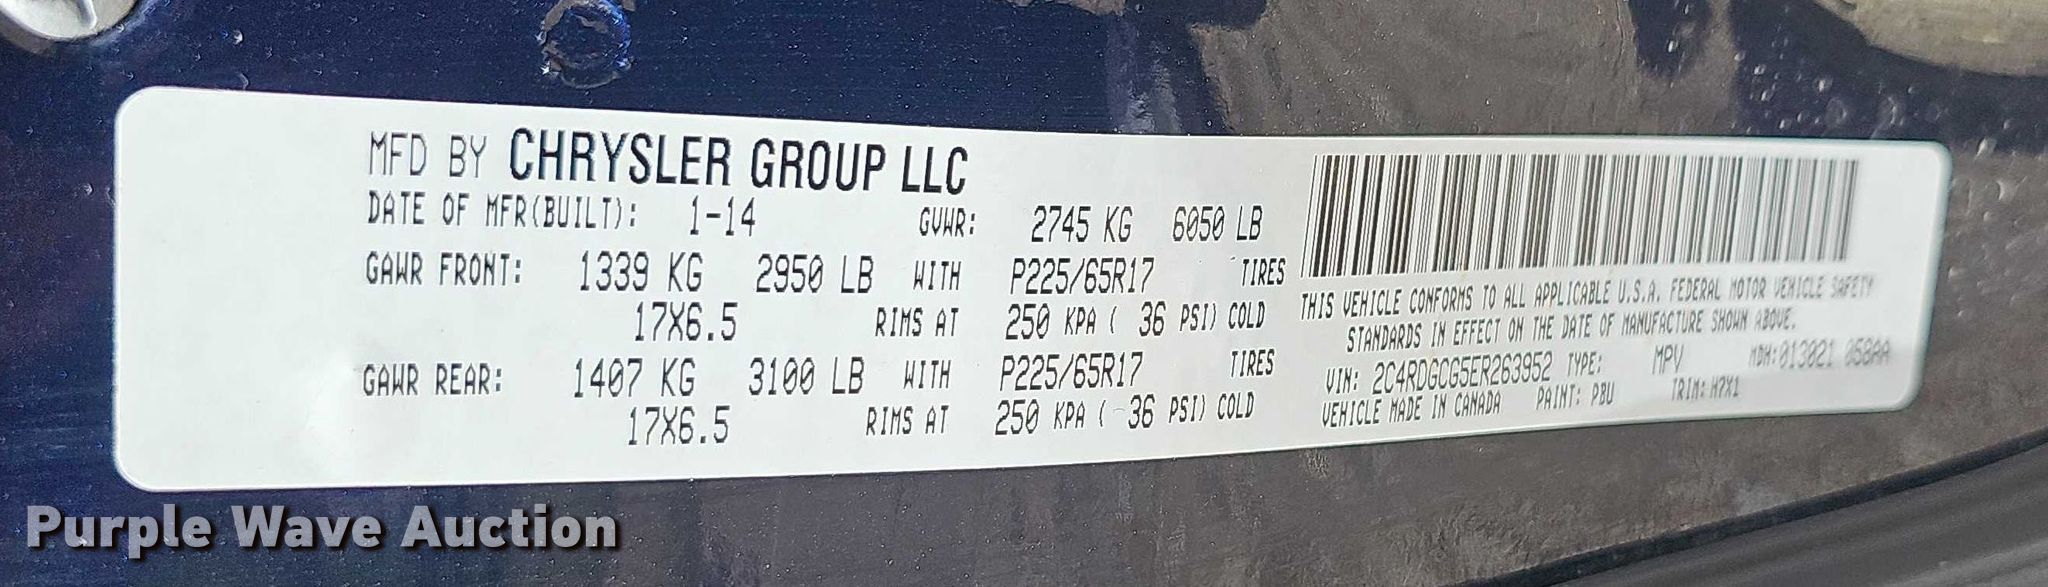 MFD BY CHRYSLER GROUP LLC
DATE OF MFR(BUILT): 1-14 GVWR: 2745 KG 6050 LB
GAWR FRONT: 1339 KG 2950 LB WITH P225/65R17 TIRES
17X6.5 RIMS AT 250 KPA ( 36 PSI) COLD
GAWR REAR: 1407 KG 3100 LB WITH P225/65R17 TIRES
17X6.5 RIMS AT 250 KPA ( 36 PSI) COLD
THIS VEHICLE CONFORMS TO ALL APPLICABLE U.S.A. FEDERAL MOTOR VEHICLE SAFETY
STANDARDS IN EFFECT ON THE DATE OF MANUFACTURE SHOWN ABOVE.
VIN: 2C4RDGCG5ER263952 TYPE: MPV MDH:013021 058AA
VEHICLE MADE IN CANADA PAINT: PBU TRIM: H7X1
Purple Wave Auction